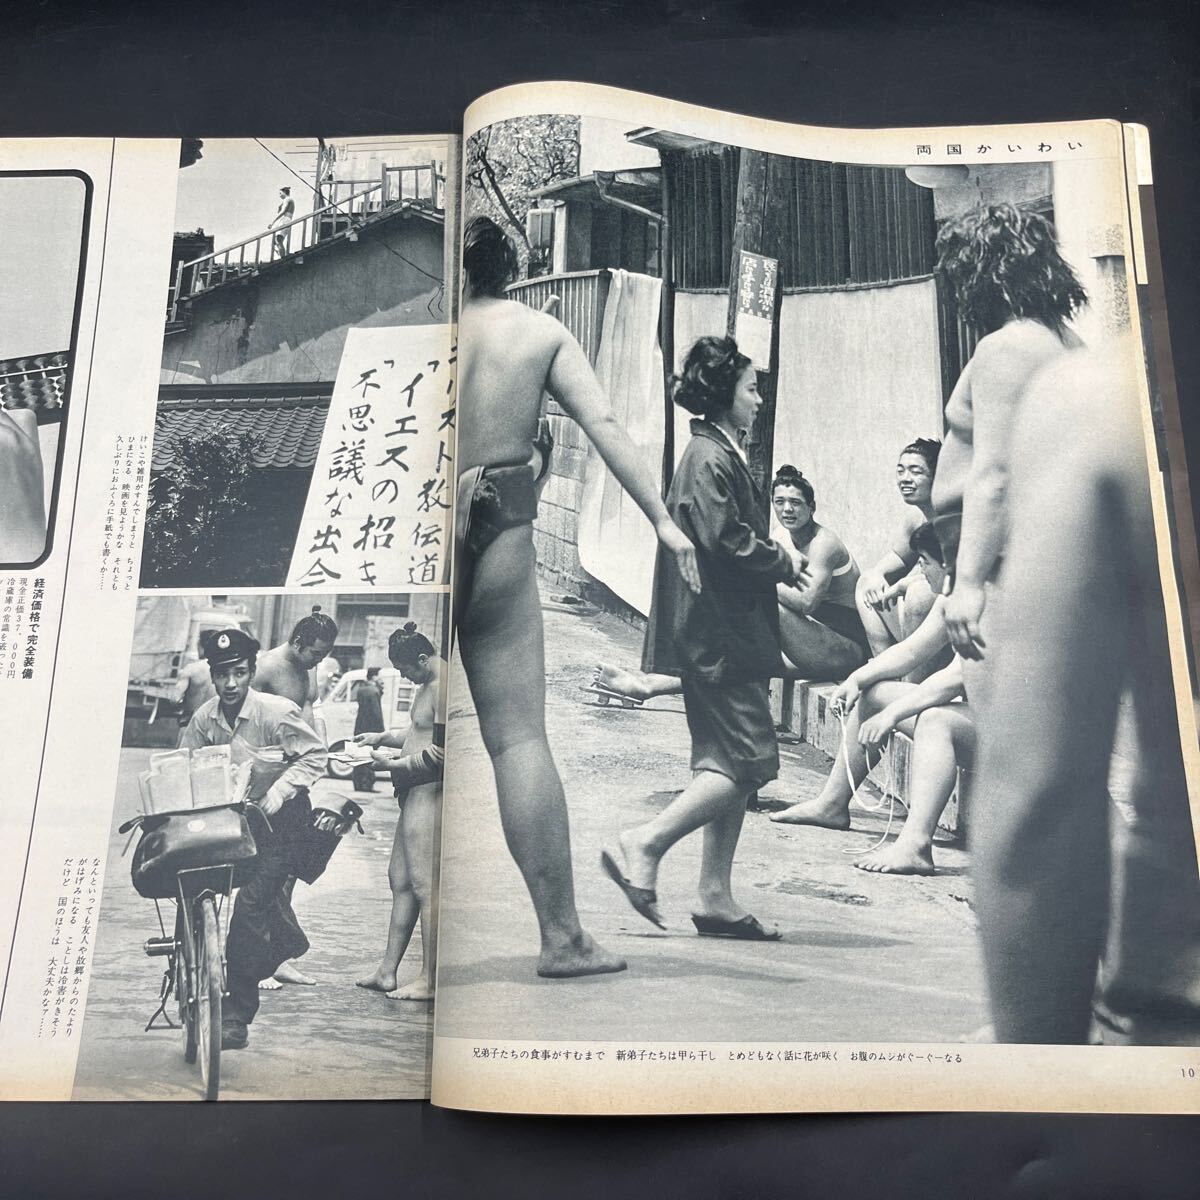 両国かいわい
兄弟子たちの食事がすむまで　新弟子たちは甲ら干し　とめどもなく話に花が咲く　お腹のムシがぐーぐーなる
10
けいこや雑用がすんでしまうと　ちょっと
ひまになる　映画を見ようかな　それとも
久しぶりにおふくろに手紙でも書くか……
キリスト教伝道
「イエスの招き
「不思議な出会
なんといっても友人や故郷からのたより
がはげみになる　ことしは冷害がきそう
だけど　国のほうは　大丈夫かなァ……
経済価格で完全装備
現金正価37,000円
冷蔵庫の常識を破った